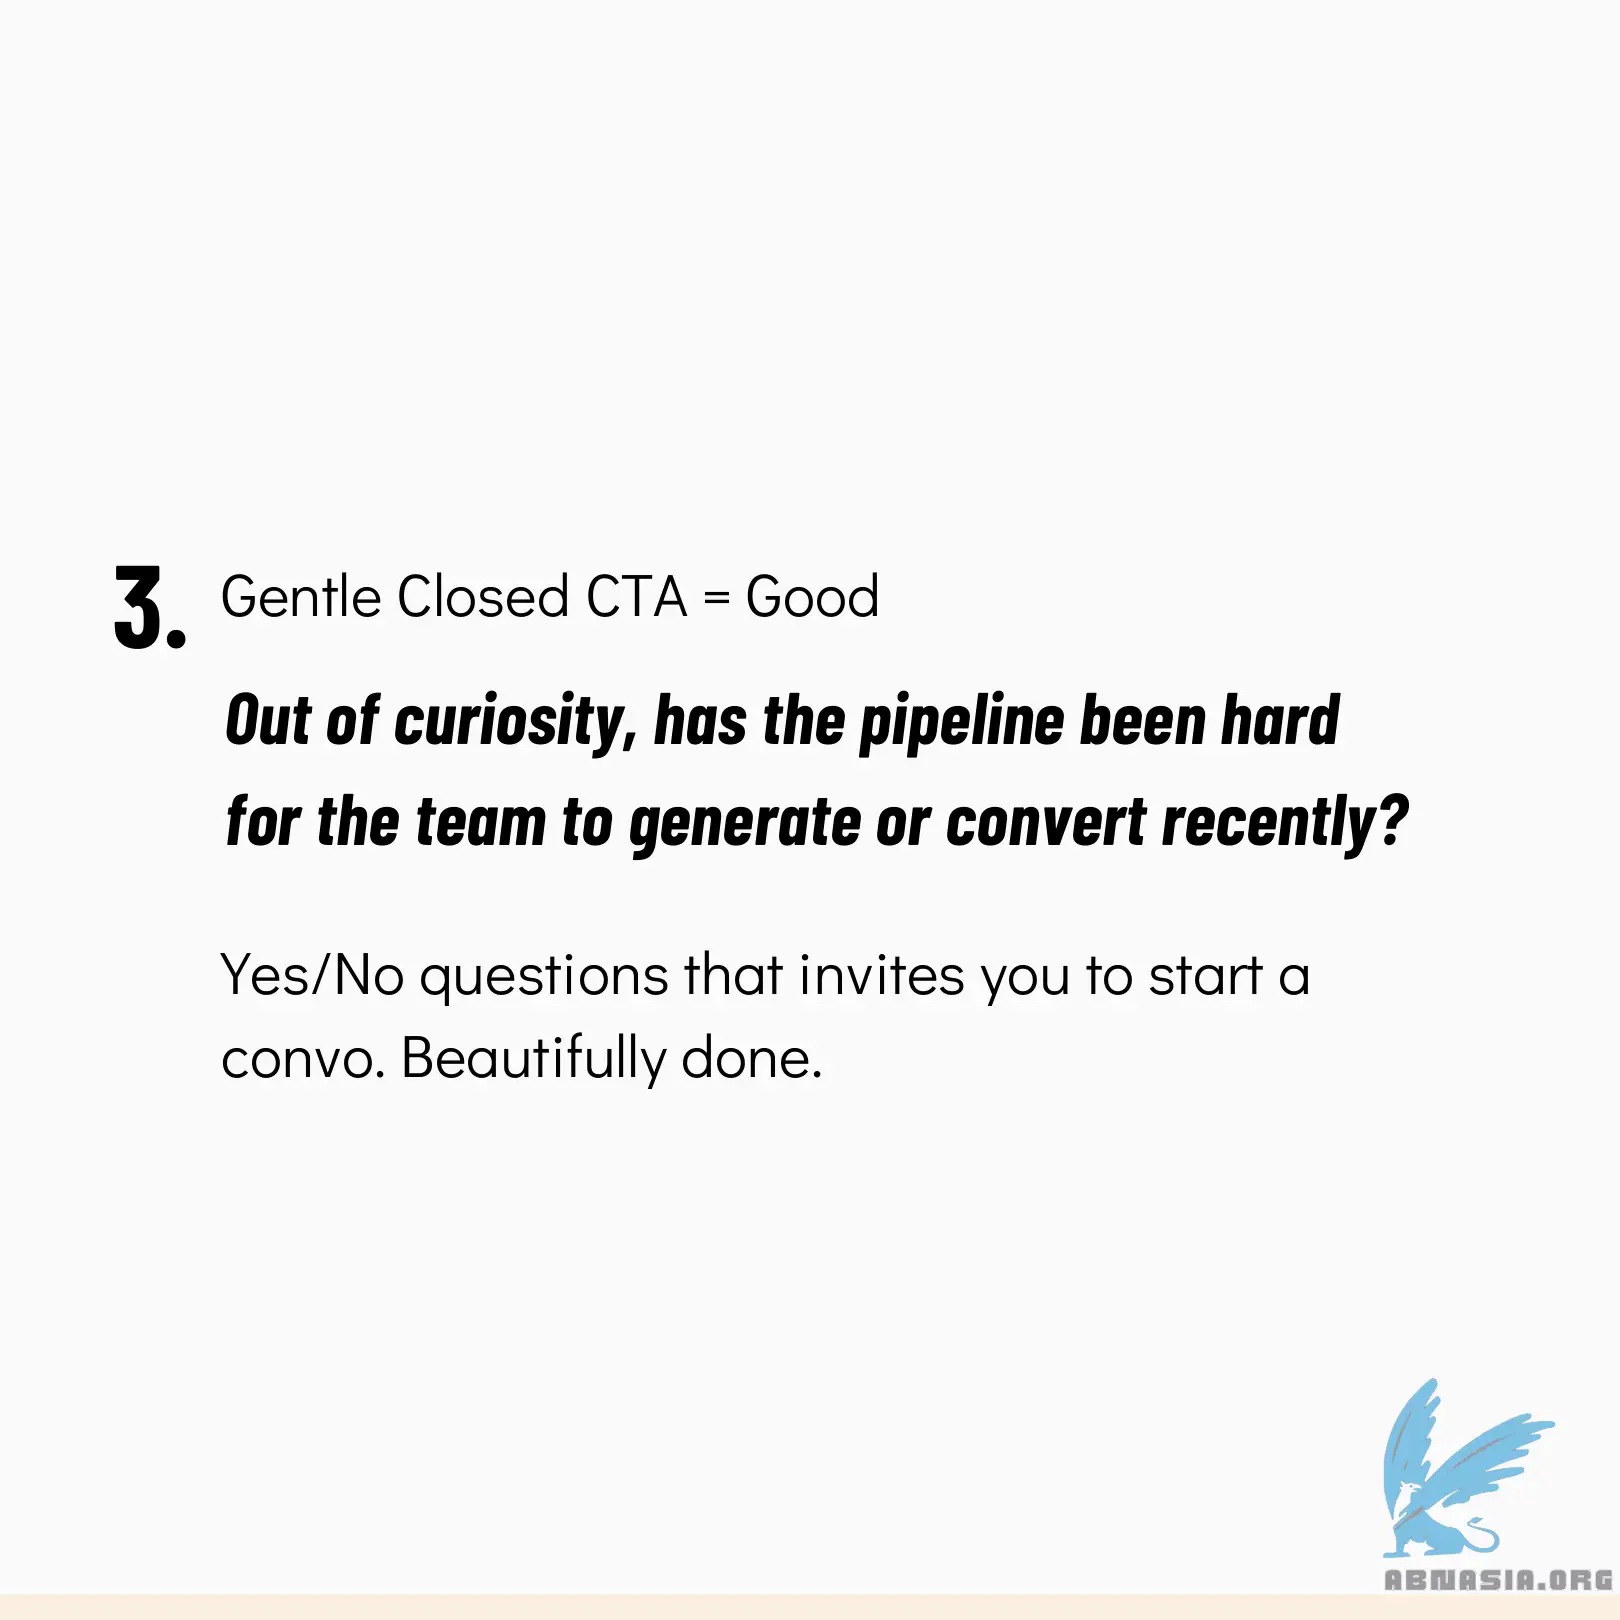 3. Gentle Closed CTA = Good
Out of curiosity, has the pipeline been hard
for the team to generate or convert recently?
Yes/No questions that invites you to start a
convo. Beautifully done.
ABNASIA.ORG